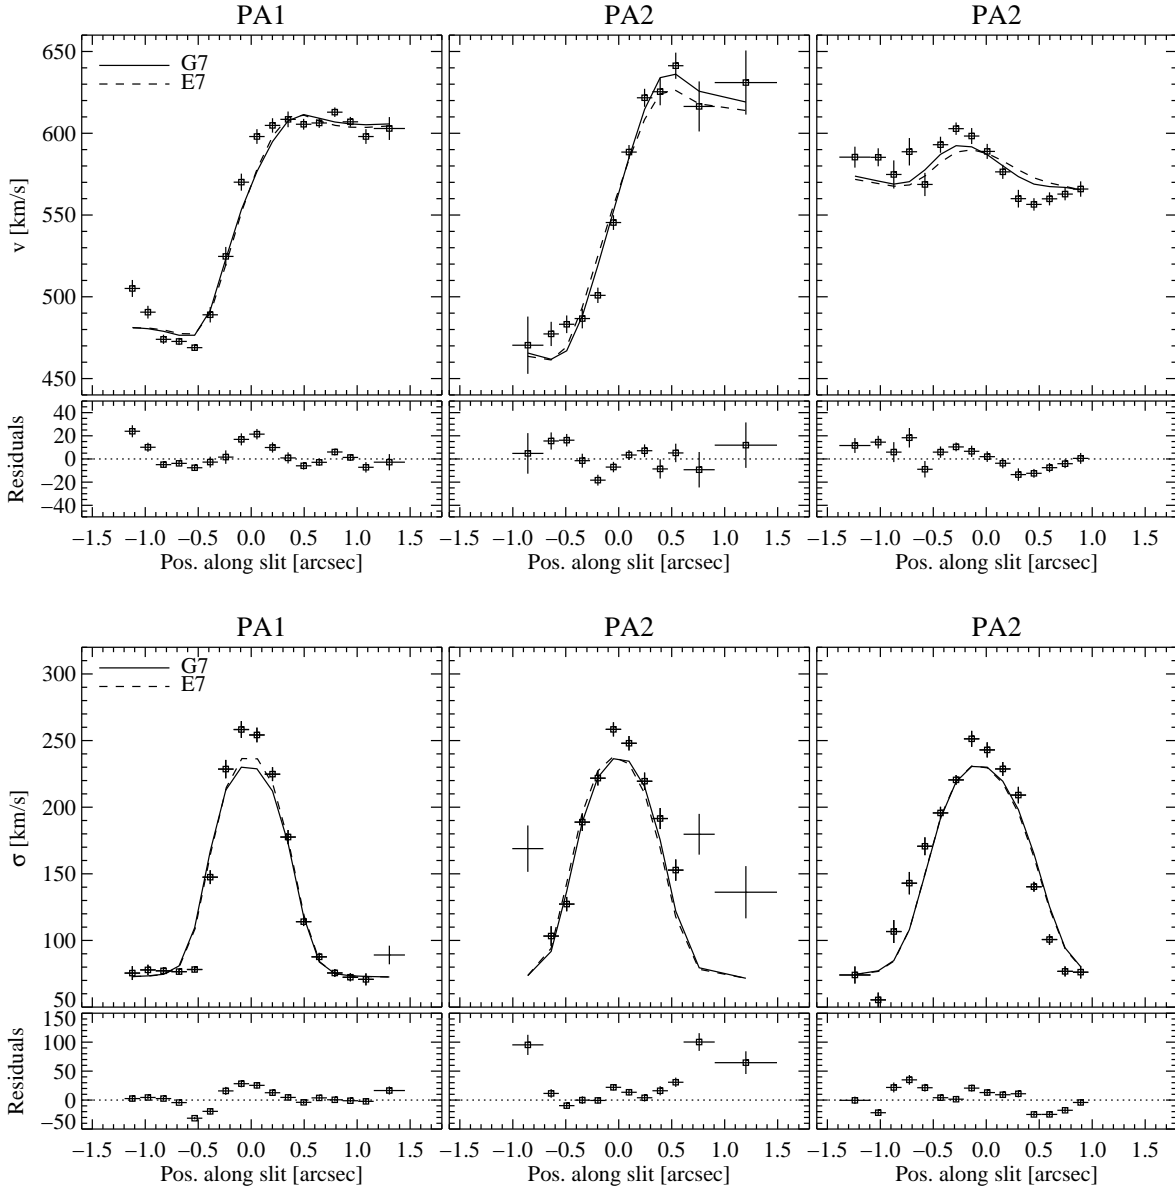 PA1 PA2 PA2
G7
E7
v [km/s]
650
600
550
500
450
Residuals
40
20
0
−20
−40
−1.5 −1.0 −0.5 0.0 0.5 1.0 1.5 −1.5 −1.0 −0.5 0.0 0.5 1.0 1.5 −1.5 −1.0 −0.5 0.0 0.5 1.0 1.5
Pos. along slit [arcsec] Pos. along slit [arcsec] Pos. along slit [arcsec]
PA1 PA2 PA2
G7
E7
σ [km/s]
300
250
200
150
100
50
Residuals
150
100
50
0
−50
−1.5 −1.0 −0.5 0.0 0.5 1.0 1.5 −1.5 −1.0 −0.5 0.0 0.5 1.0 1.5 −1.5 −1.0 −0.5 0.0 0.5 1.0 1.5
Pos. along slit [arcsec] Pos. along slit [arcsec] Pos. along slit [arcsec]